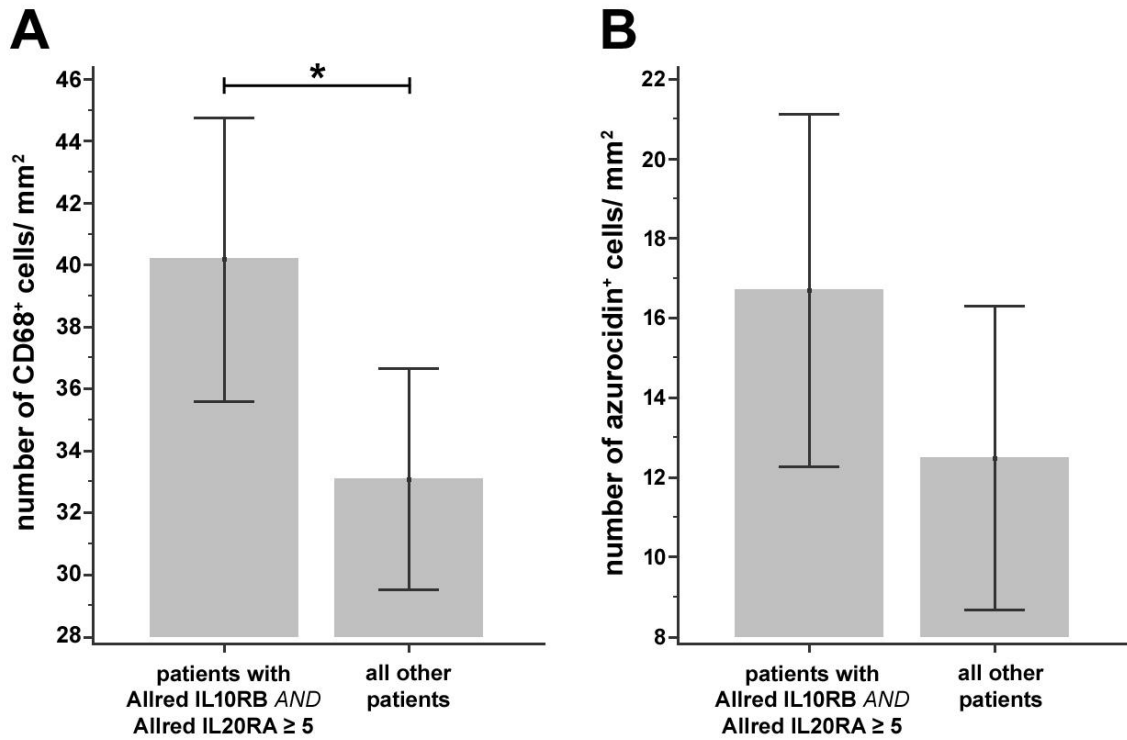 A
number of CD68⁺ cells/ mm²
46
44
42
40
38
36
34
32
30
28
*
patients with
Allred IL10RB AND
Allred IL20RA ≥ 5
all other
patients
B
number of azurocidin⁺ cells/ mm²
22
20
18
16
14
12
10
8
patients with
Allred IL10RB AND
Allred IL20RA ≥ 5
all other
patients